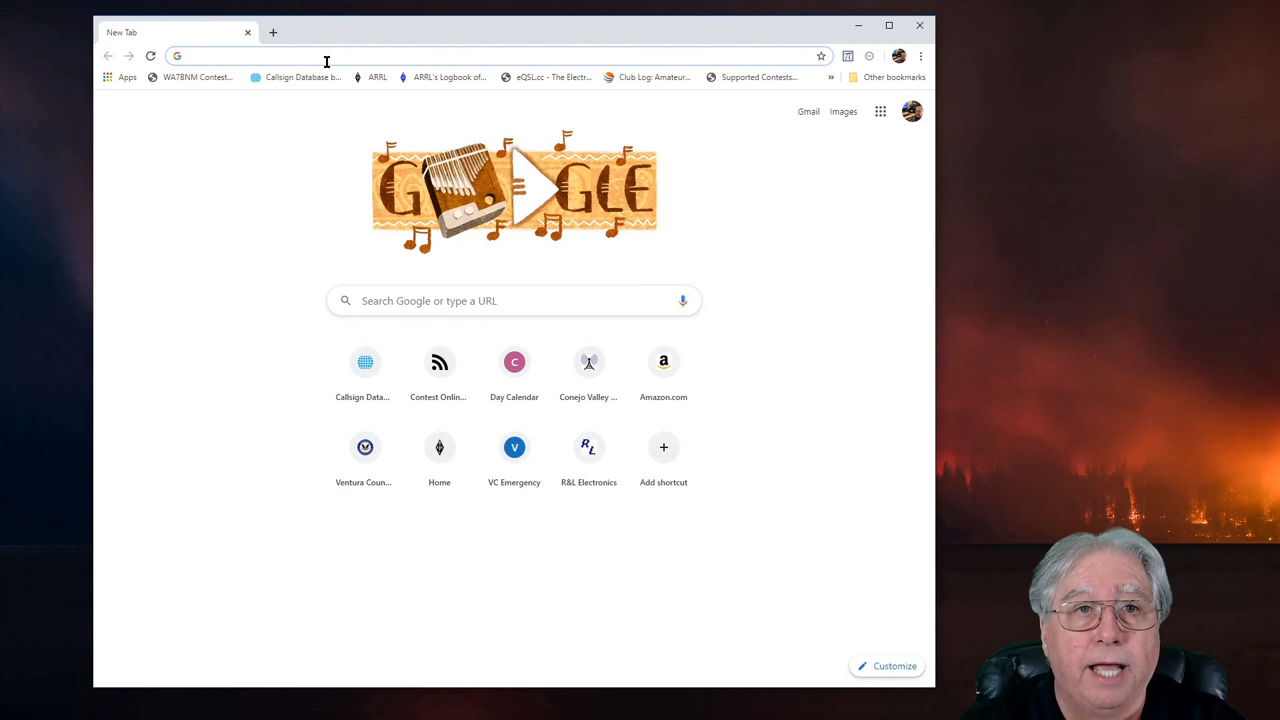 New Tab
Apps WA7BNM Contest... Callsign Database b... ARRL ARRL's Logbook of... eQSL.cc - The Electr... Club Log: Amateur... Supported Contests... » Other bookmarks
Gmail Images
GOOGLE
Search Google or type a URL
Callsign Data... Contest Onlin... Day Calendar Conejo Valley ... Amazon.com
Ventura Coun... Home VC Emergency R&L Electronics Add shortcut
Customize